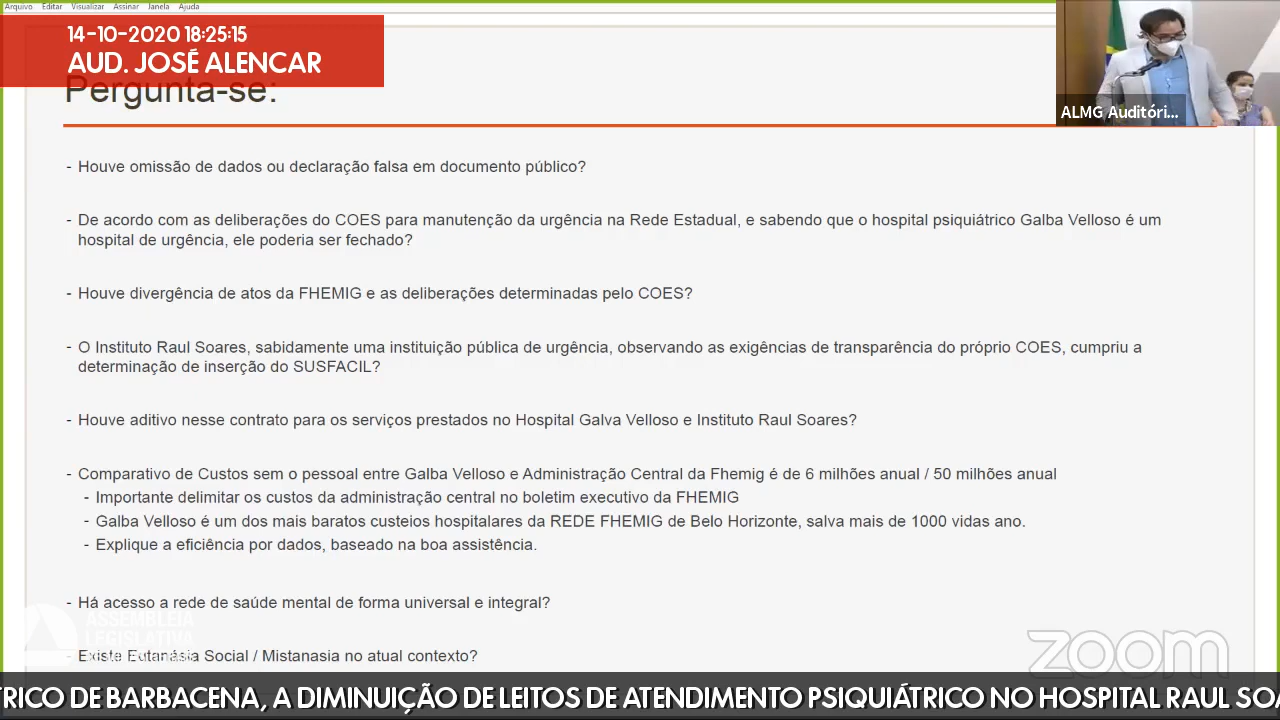 Arquivo Editar Visualizar Assinar Janela Ajuda
14-10-2020 18:25:15
AUD. JOSÉ ALENCAR
ALMG Auditóri...
Pergunta-se:
- Houve omissão de dados ou declaração falsa em documento público?
- De acordo com as deliberações do COES para manutenção da urgência na Rede Estadual, e sabendo que o hospital psiquiátrico Galba Velloso é um
hospital de urgência, ele poderia ser fechado?
- Houve divergência de atos da FHEMIG e as deliberações determinadas pelo COES?
- O Instituto Raul Soares, sabidamente uma instituição pública de urgência, observando as exigências de transparência do próprio COES, cumpriu a
determinação de inserção do SUSFACIL?
- Houve aditivo nesse contrato para os serviços prestados no Hospital Galva Velloso e Instituto Raul Soares?
- Comparativo de Custos sem o pessoal entre Galba Velloso e Administração Central da Fhemig é de 6 milhões anual / 50 milhões anual
- Importante delimitar os custos da administração central no boletim executivo da FHEMIG
- Galba Velloso é um dos mais baratos custeios hospitalares da REDE FHEMIG de Belo Horizonte, salva mais de 1000 vidas ano.
- Explique a eficiência por dados, baseado na boa assistência.
- Há acesso a rede de saúde mental de forma universal e integral?
ASSEMBLEIA
LEGISLATIVA
- Existe Eutanásia Social / Mistanasia no atual contexto?
zoom
TRICO DE BARBACENA, A DIMINUIÇÃO DE LEITOS DE ATENDIMENTO PSIQUIÁTRICO NO HOSPITAL RAUL SOA